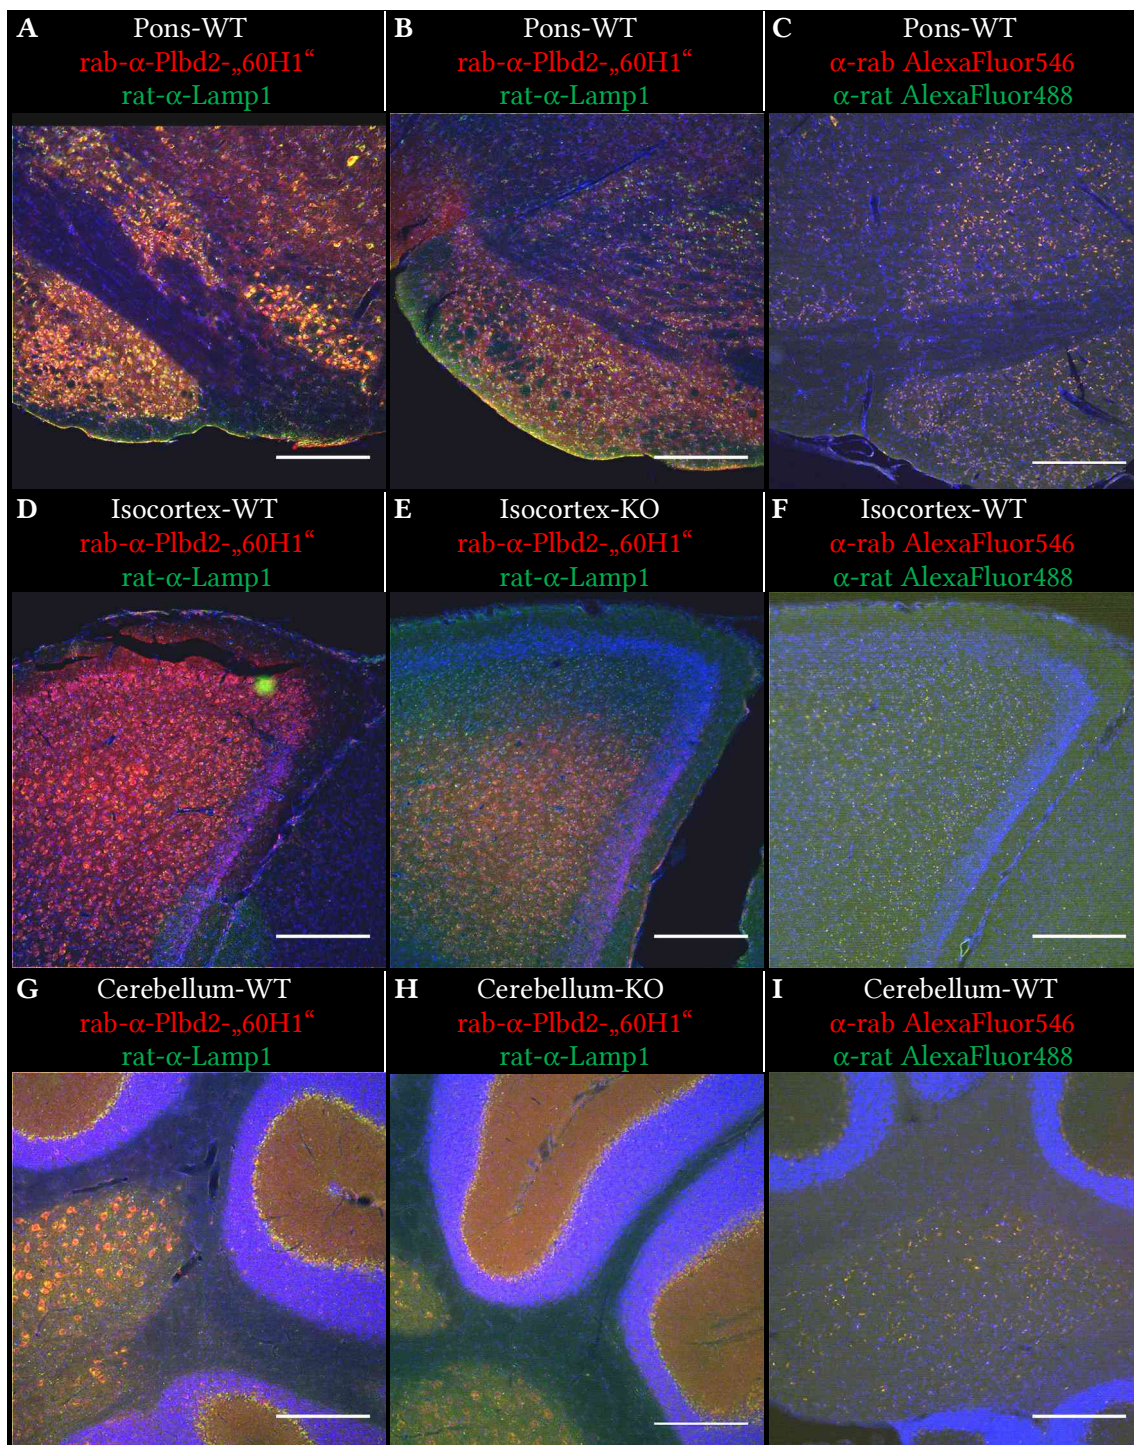 A Pons-WT
rab-α-Plbd2-„60H1“
rat-α-Lamp1
B Pons-WT
rab-α-Plbd2-„60H1“
rat-α-Lamp1
C Pons-WT
α-rab AlexaFluor546
α-rat AlexaFluor488
D Isocortex-WT
rab-α-Plbd2-„60H1“
rat-α-Lamp1
E Isocortex-KO
rab-α-Plbd2-„60H1“
rat-α-Lamp1
F Isocortex-WT
α-rab AlexaFluor546
α-rat AlexaFluor488
G Cerebellum-WT
rab-α-Plbd2-„60H1“
rat-α-Lamp1
H Cerebellum-KO
rab-α-Plbd2-„60H1“
rat-α-Lamp1
I Cerebellum-WT
α-rab AlexaFluor546
α-rat AlexaFluor488